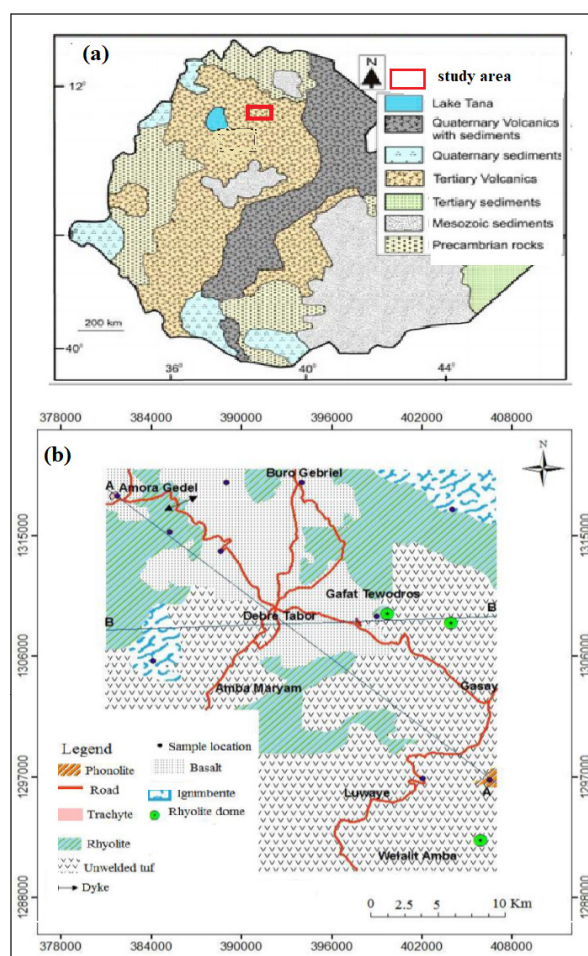 (a)
N
study area
12°
Lake Tana
Quaternary Volcanics
with sediments
Quaternary sediments
Tertiary Volcanics
Tertiary sediments
Mesozoic sediments
Precambrian rocks
200 km
40°
36° 40° 44°
378000 384000 390000 396000 402000 408000
(b)
N
Buro Gebriel
A Amora Gedel
1315000 1315000
Gafat Tewodros
Debre Tabor
B B
1306000 1306000
Amba Maryam
Gasay
Legend
Sample location
Phonolite
Basalt
Road
Ignimberite
Trachyte
Rhyolite dome
Rhyolite
Unwelded tuf
Dyke
1297000 1297000
Luwaye
A
Welalit Amba
1288000 1288000
0 2.5 5 10 Km
378000 384000 390000 396000 402000 408000